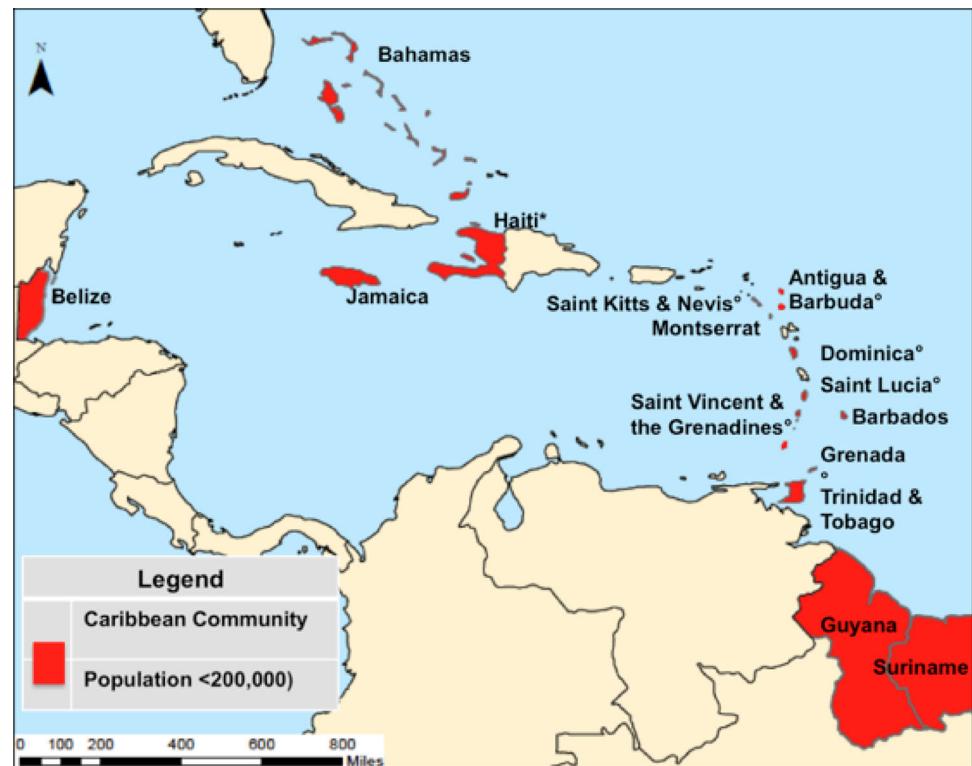 N
Bahamas
Haiti*
Belize
Jamaica
Antigua &
Barbuda°
Saint Kitts & Nevis°
Montserrat
Dominica°
Saint Lucia°
Saint Vincent &
the Grenadines°
Barbados
Grenada
°
Trinidad &
Tobago
Guyana
Suriname
Legend
Caribbean Community
Population <200,000)
0 100 200 400 600 800
Miles